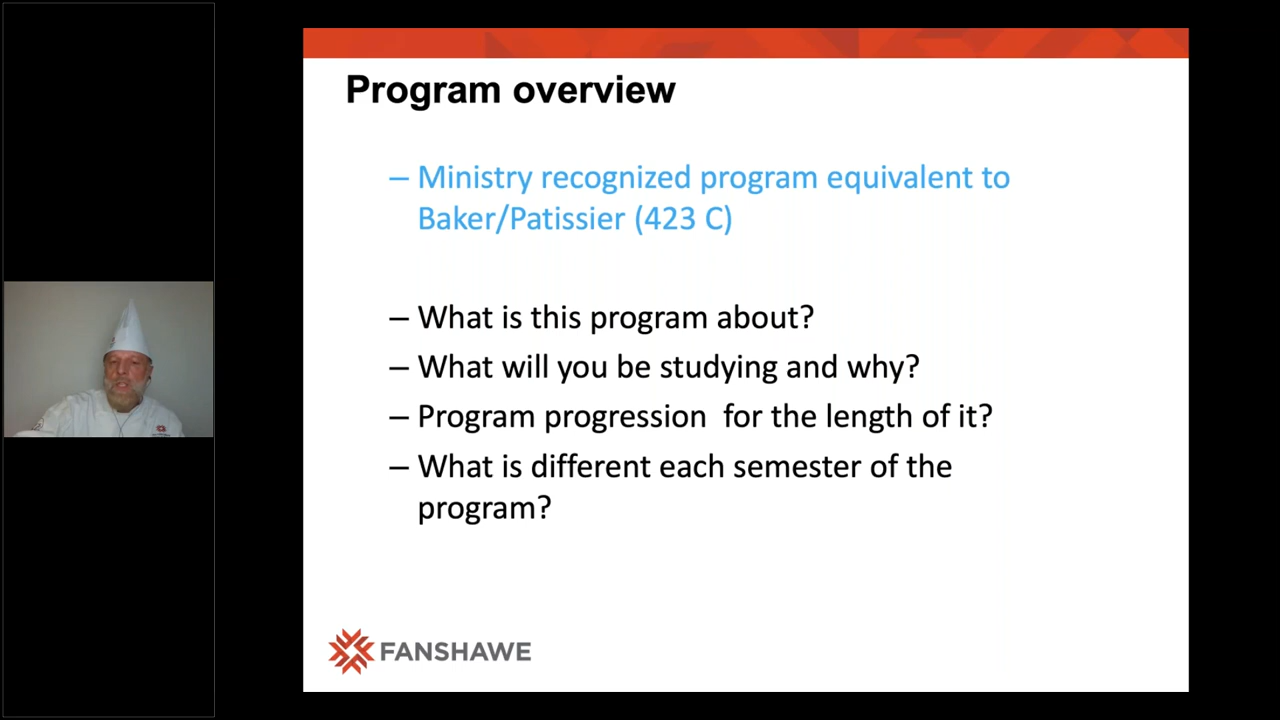 Program overview
– Ministry recognized program equivalent to
Baker/Patissier (423 C)
– What is this program about?
– What will you be studying and why?
– Program progression  for the length of it?
– What is different each semester of the
program?
FANSHAWE